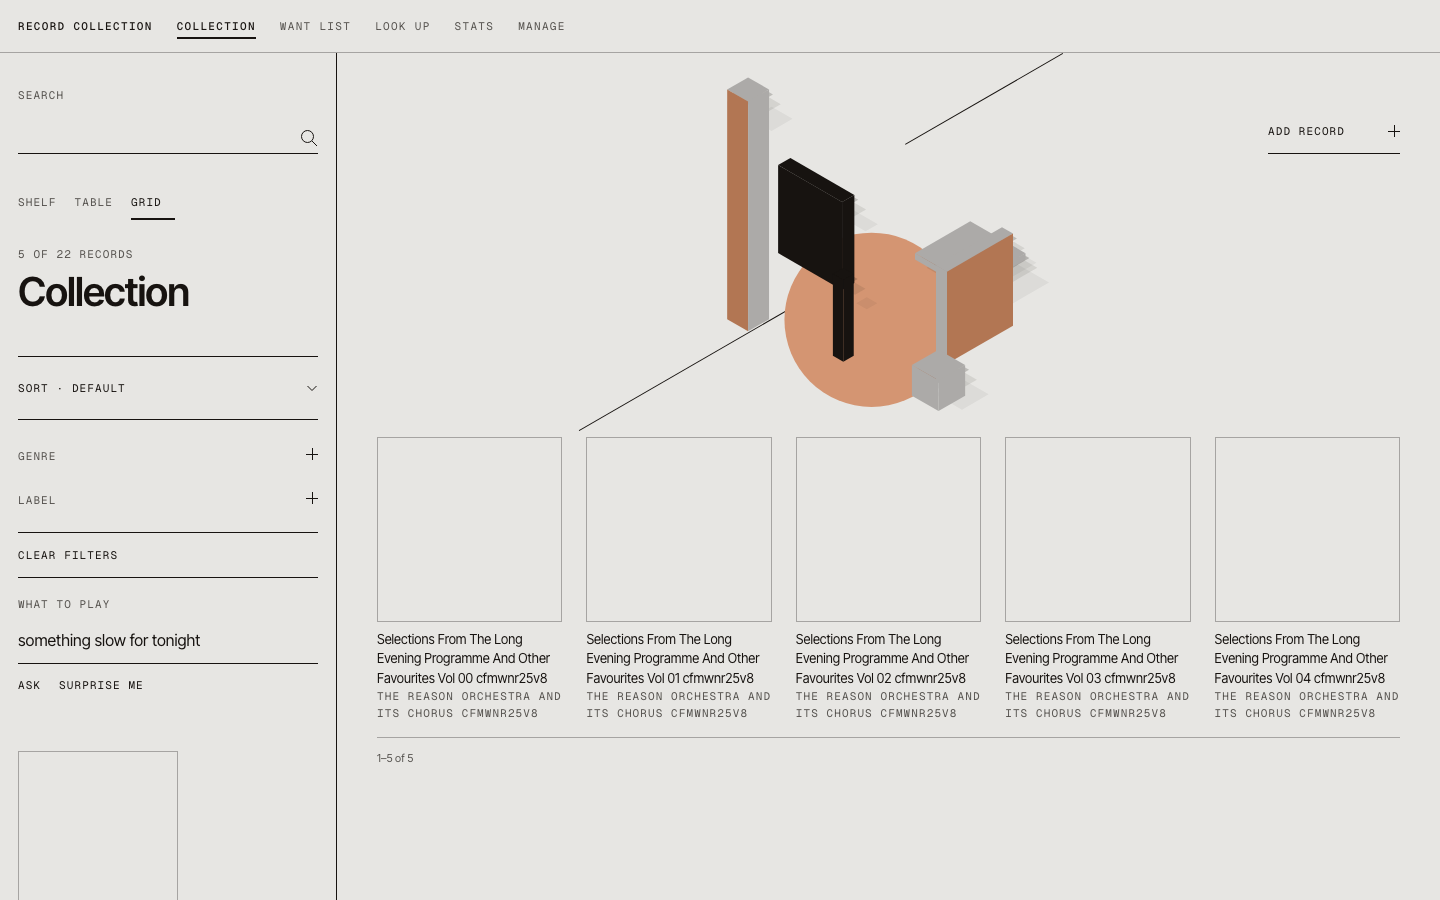 RECORD COLLECTION COLLECTION WANT LIST LOOK UP STATS MANAGE
SEARCH
ADD RECORD
SHELF TABLE GRID
5 OF 22 RECORDS
Collection
SORT · DEFAULT
GENRE
LABEL
CLEAR FILTERS
WHAT TO PLAY
something slow for tonight
ASK SURPRISE ME
Selections From The Long
Evening Programme And Other
Favourites Vol 00 cfmwnr25v8
THE REASON ORCHESTRA AND
ITS CHORUS CFMWNR25V8
Selections From The Long
Evening Programme And Other
Favourites Vol 01 cfmwnr25v8
THE REASON ORCHESTRA AND
ITS CHORUS CFMWNR25V8
Selections From The Long
Evening Programme And Other
Favourites Vol 02 cfmwnr25v8
THE REASON ORCHESTRA AND
ITS CHORUS CFMWNR25V8
Selections From The Long
Evening Programme And Other
Favourites Vol 03 cfmwnr25v8
THE REASON ORCHESTRA AND
ITS CHORUS CFMWNR25V8
Selections From The Long
Evening Programme And Other
Favourites Vol 04 cfmwnr25v8
THE REASON ORCHESTRA AND
ITS CHORUS CFMWNR25V8
1–5 of 5